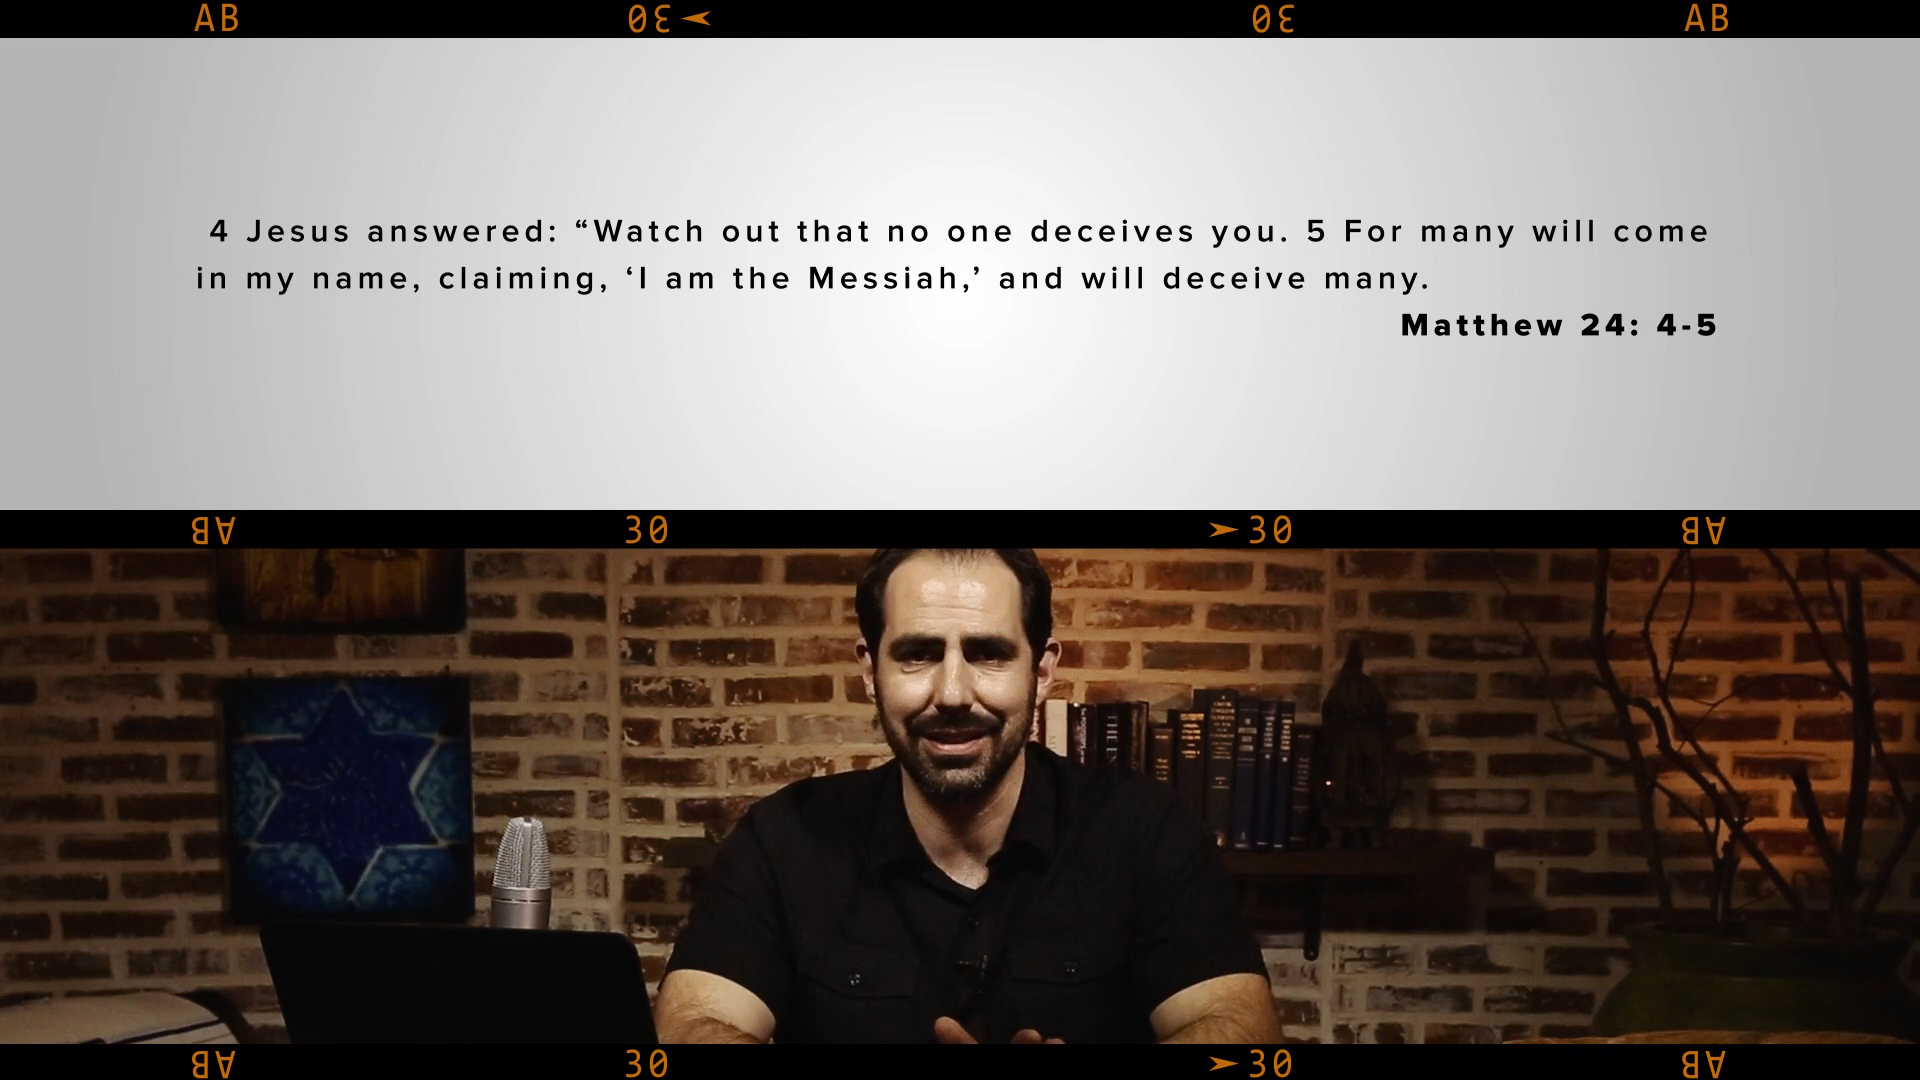 AB 30 30 AB
4 Jesus answered: “Watch out that no one deceives you. 5 For many will come
in my name, claiming, ‘I am the Messiah,’ and will deceive many.
Matthew 24: 4-5
AB 30 30 AB
AB 30 30 AB